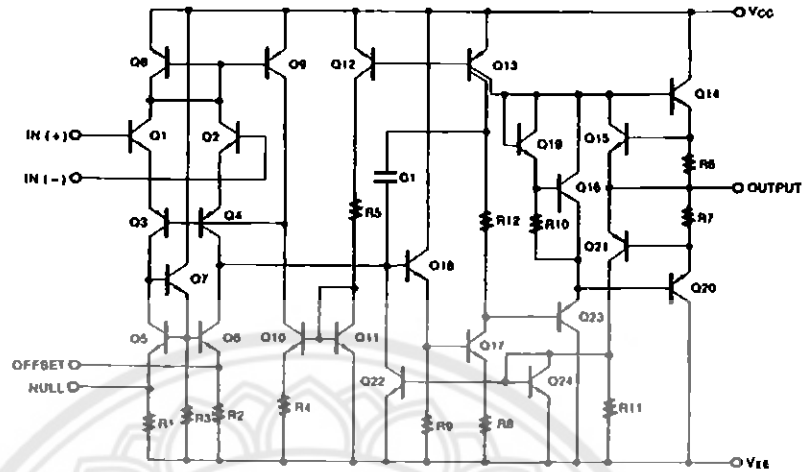 VCC
Q8
Q9
Q12
Q13
Q14
IN (+)
Q1
Q2
Q19
Q15
R6
IN (−)
C1
Q16
OUTPUT
R5
R12
R10
R7
Q3
Q4
Q21
Q7
Q18
Q20
Q5
Q6
Q10
Q11
Q23
Q17
OFFSET
NULL
Q22
Q24
R1
R3
R2
R4
R9
R8
R11
VEE